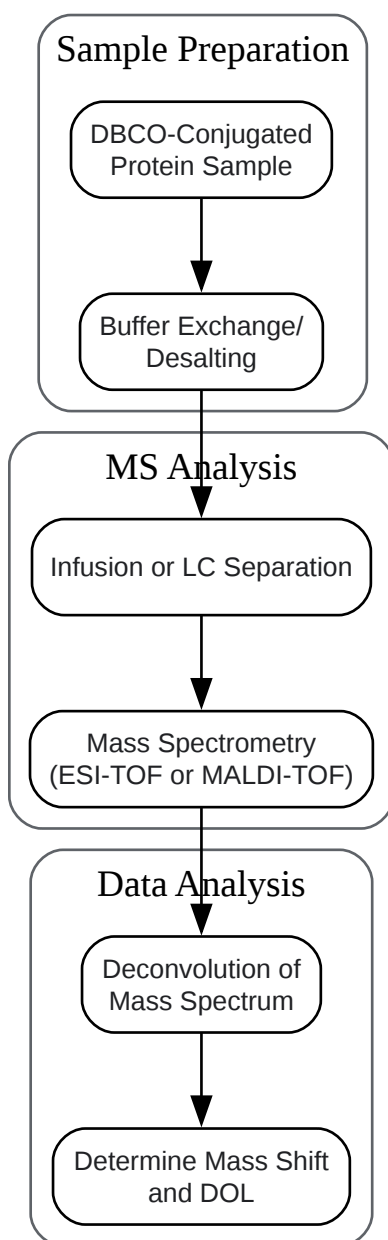 Sample Preparation
DBCO-Conjugated
Protein Sample
Buffer Exchange/
Desalting
MS Analysis
Infusion or LC Separation
Mass Spectrometry
(ESI-TOF or MALDI-TOF)
Data Analysis
Deconvolution of
Mass Spectrum
Determine Mass Shift
and DOL